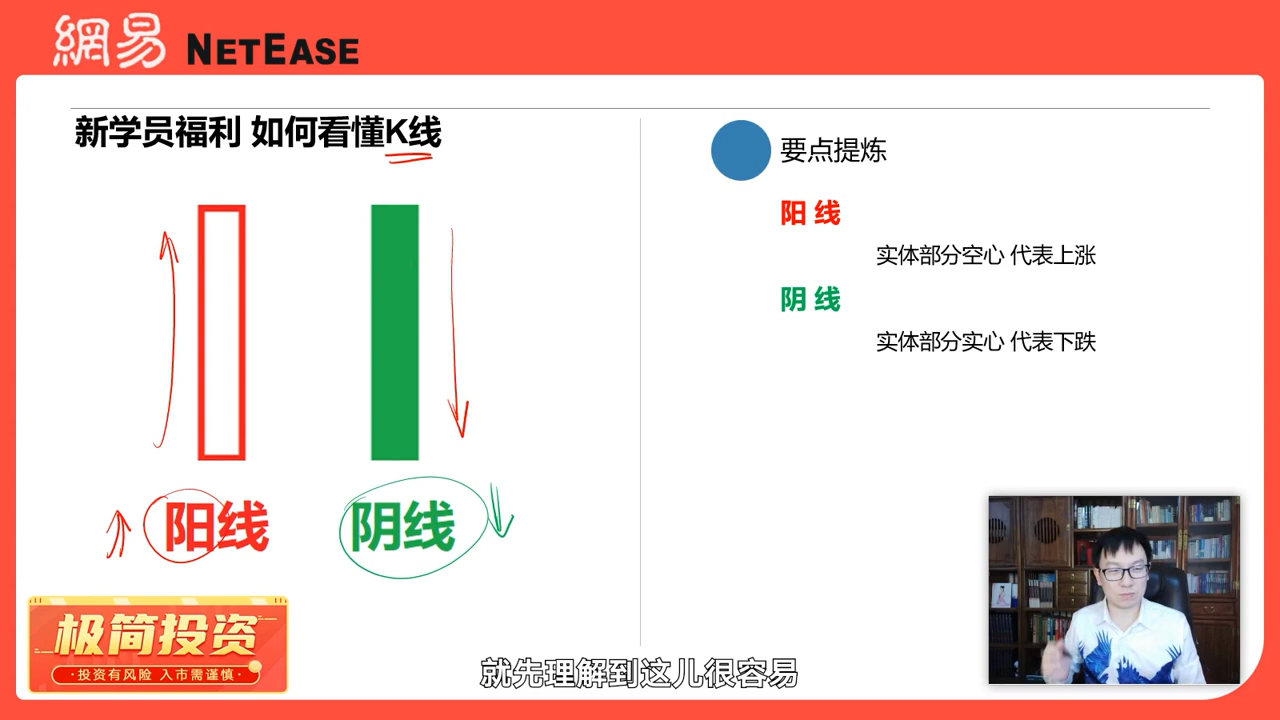 網易 NETEASE
新学员福利 如何看懂K线
阳线
阴线
要点提炼
阳 线
实体部分空心 代表上涨
阴 线
实体部分实心 代表下跌
极简投资
·投资有风险 入市需谨慎·
就先理解到这儿很容易